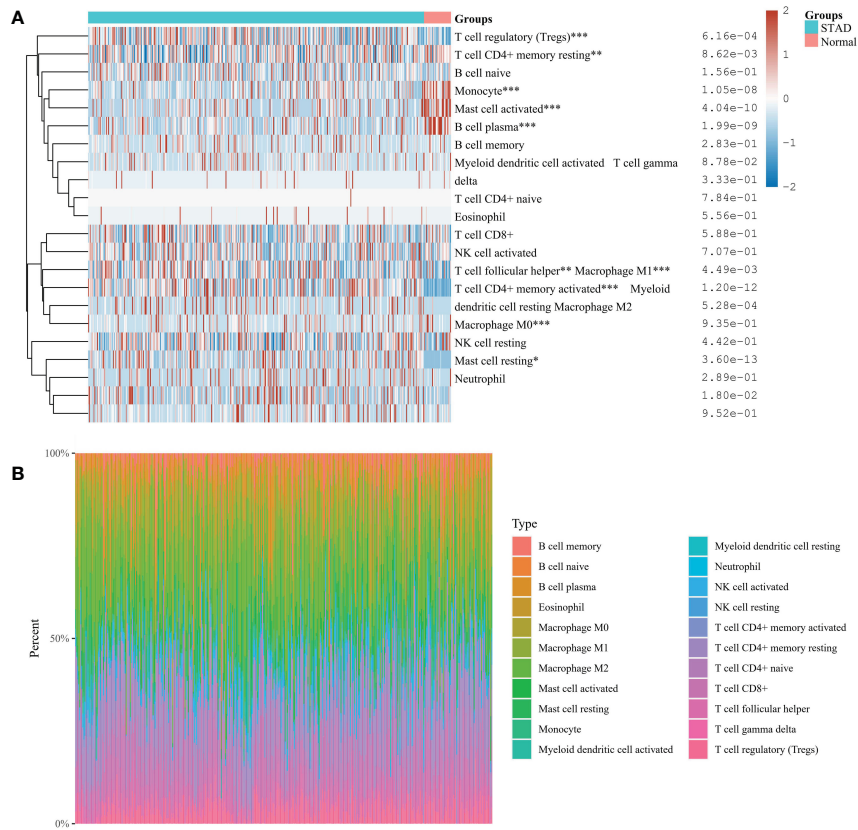 A
Groups
T cell regulatory (Tregs)*** 6.16e-04
T cell CD4+ memory resting** 8.62e-03
B cell naive 1.56e-01
Monocyte*** 1.05e-08
Mast cell activated*** 4.04e-10
B cell plasma*** 1.99e-09
B cell memory 2.83e-01
Myeloid dendritic cell activated T cell gamma 8.78e-02
delta 3.33e-01
T cell CD4+ naive 7.84e-01
Eosinophil 5.56e-01
T cell CD8+ 5.88e-01
NK cell activated 7.07e-01
T cell follicular helper** Macrophage M1*** 4.49e-03
T cell CD4+ memory activated*** Myeloid 1.20e-12
dendritic cell resting Macrophage M2 5.28e-04
Macrophage M0*** 9.35e-01
NK cell resting 4.42e-01
Mast cell resting* 3.60e-13
Neutrophil 2.89e-01
1.80e-02
9.52e-01
2
1
0
−1
−2
Groups
STAD
Normal
B
100%
50%
0%
Percent
Type
B cell memory
B cell naive
B cell plasma
Eosinophil
Macrophage M0
Macrophage M1
Macrophage M2
Mast cell activated
Mast cell resting
Monocyte
Myeloid dendritic cell activated
Myeloid dendritic cell resting
Neutrophil
NK cell activated
NK cell resting
T cell CD4+ memory activated
T cell CD4+ memory resting
T cell CD4+ naive
T cell CD8+
T cell follicular helper
T cell gamma delta
T cell regulatory (Tregs)